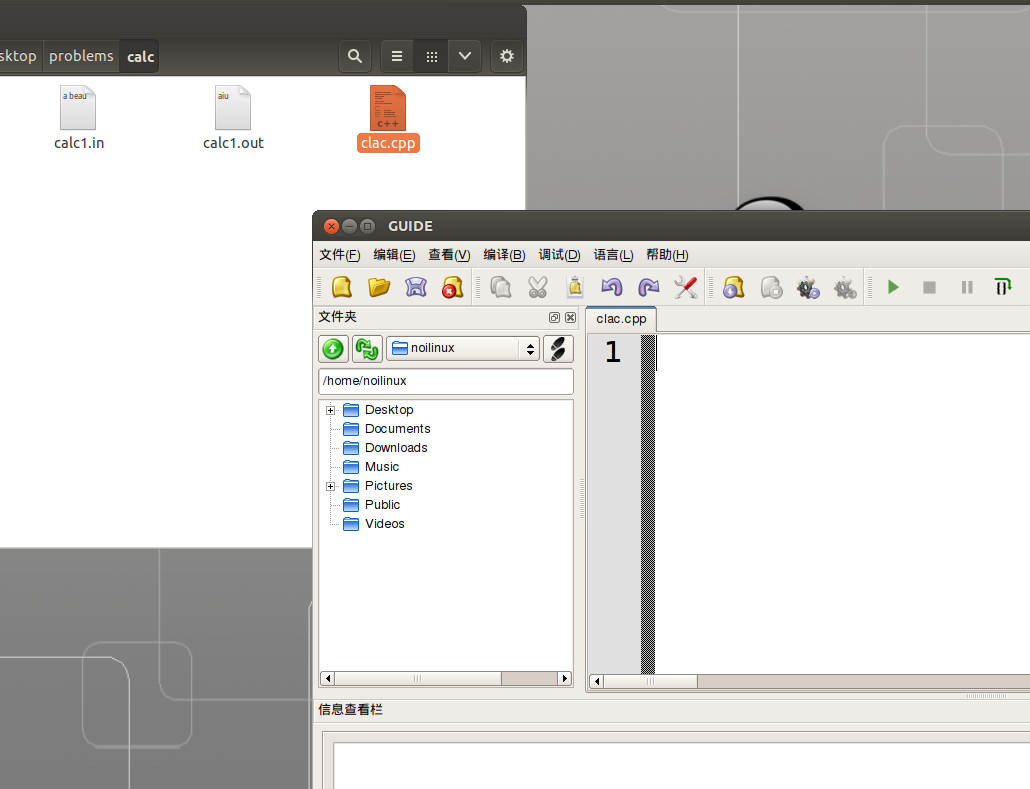 sktop problems calc
a beau
aiu
c++
calc1.in calc1.out clac.cpp
GUIDE
文件(F) 编辑(E) 查看(V) 编译(B) 调试(D) 语言(L) 帮助(H)
文件夹
clac.cpp
noilinux
1
/home/noilinux
Desktop
Documents
Downloads
Music
Pictures
Public
Videos
信息查看栏